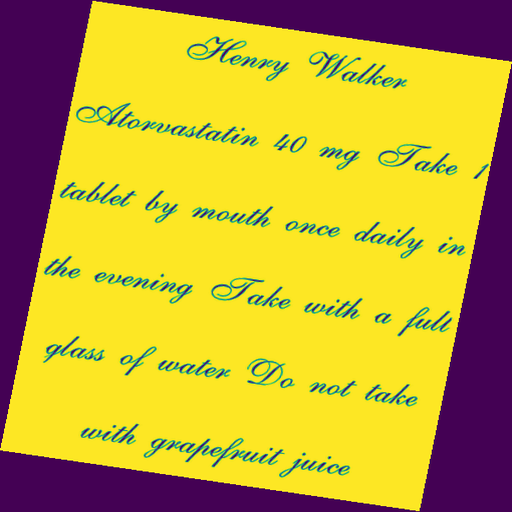 Henry Walker
Atorvastatin 40 mg Take 1
tablet by mouth once daily in
the evening Take with a full
glass of water Do not take
with grapefruit juice